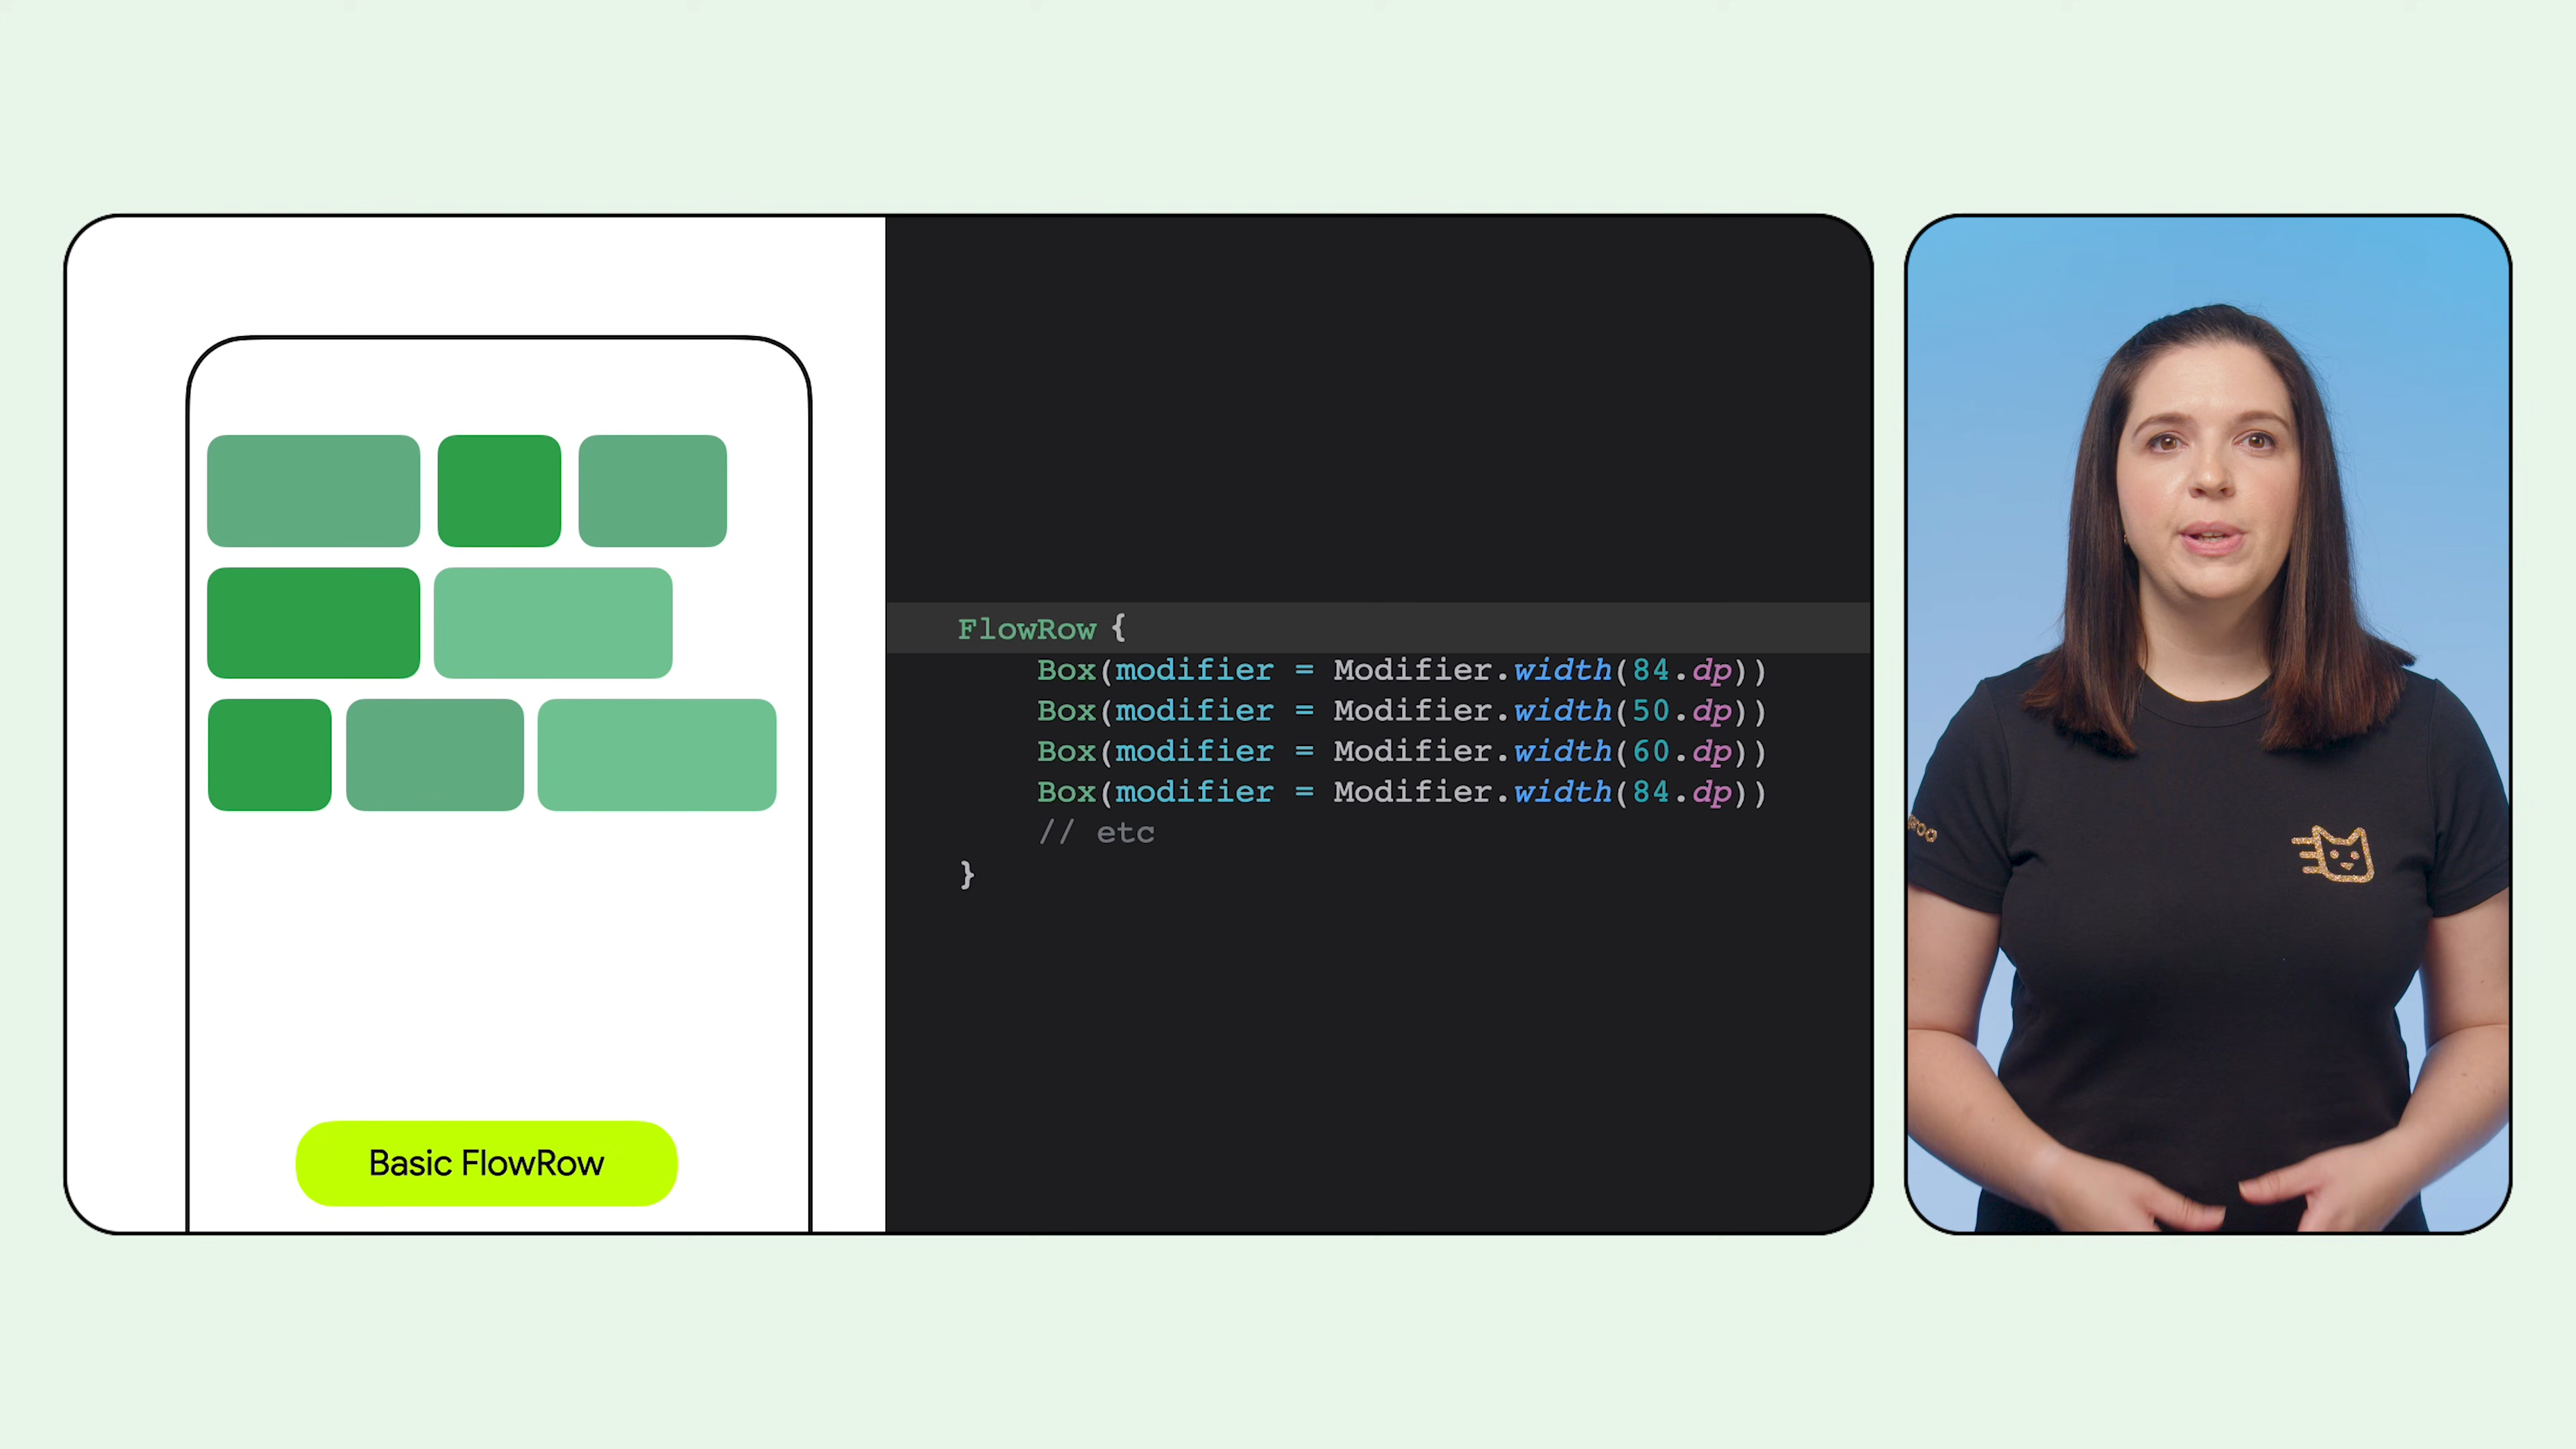 FlowRow {
Box(modifier = Modifier.width(84.dp))
Box(modifier = Modifier.width(50.dp))
Box(modifier = Modifier.width(60.dp))
Box(modifier = Modifier.width(84.dp))
// etc
}
Basic FlowRow